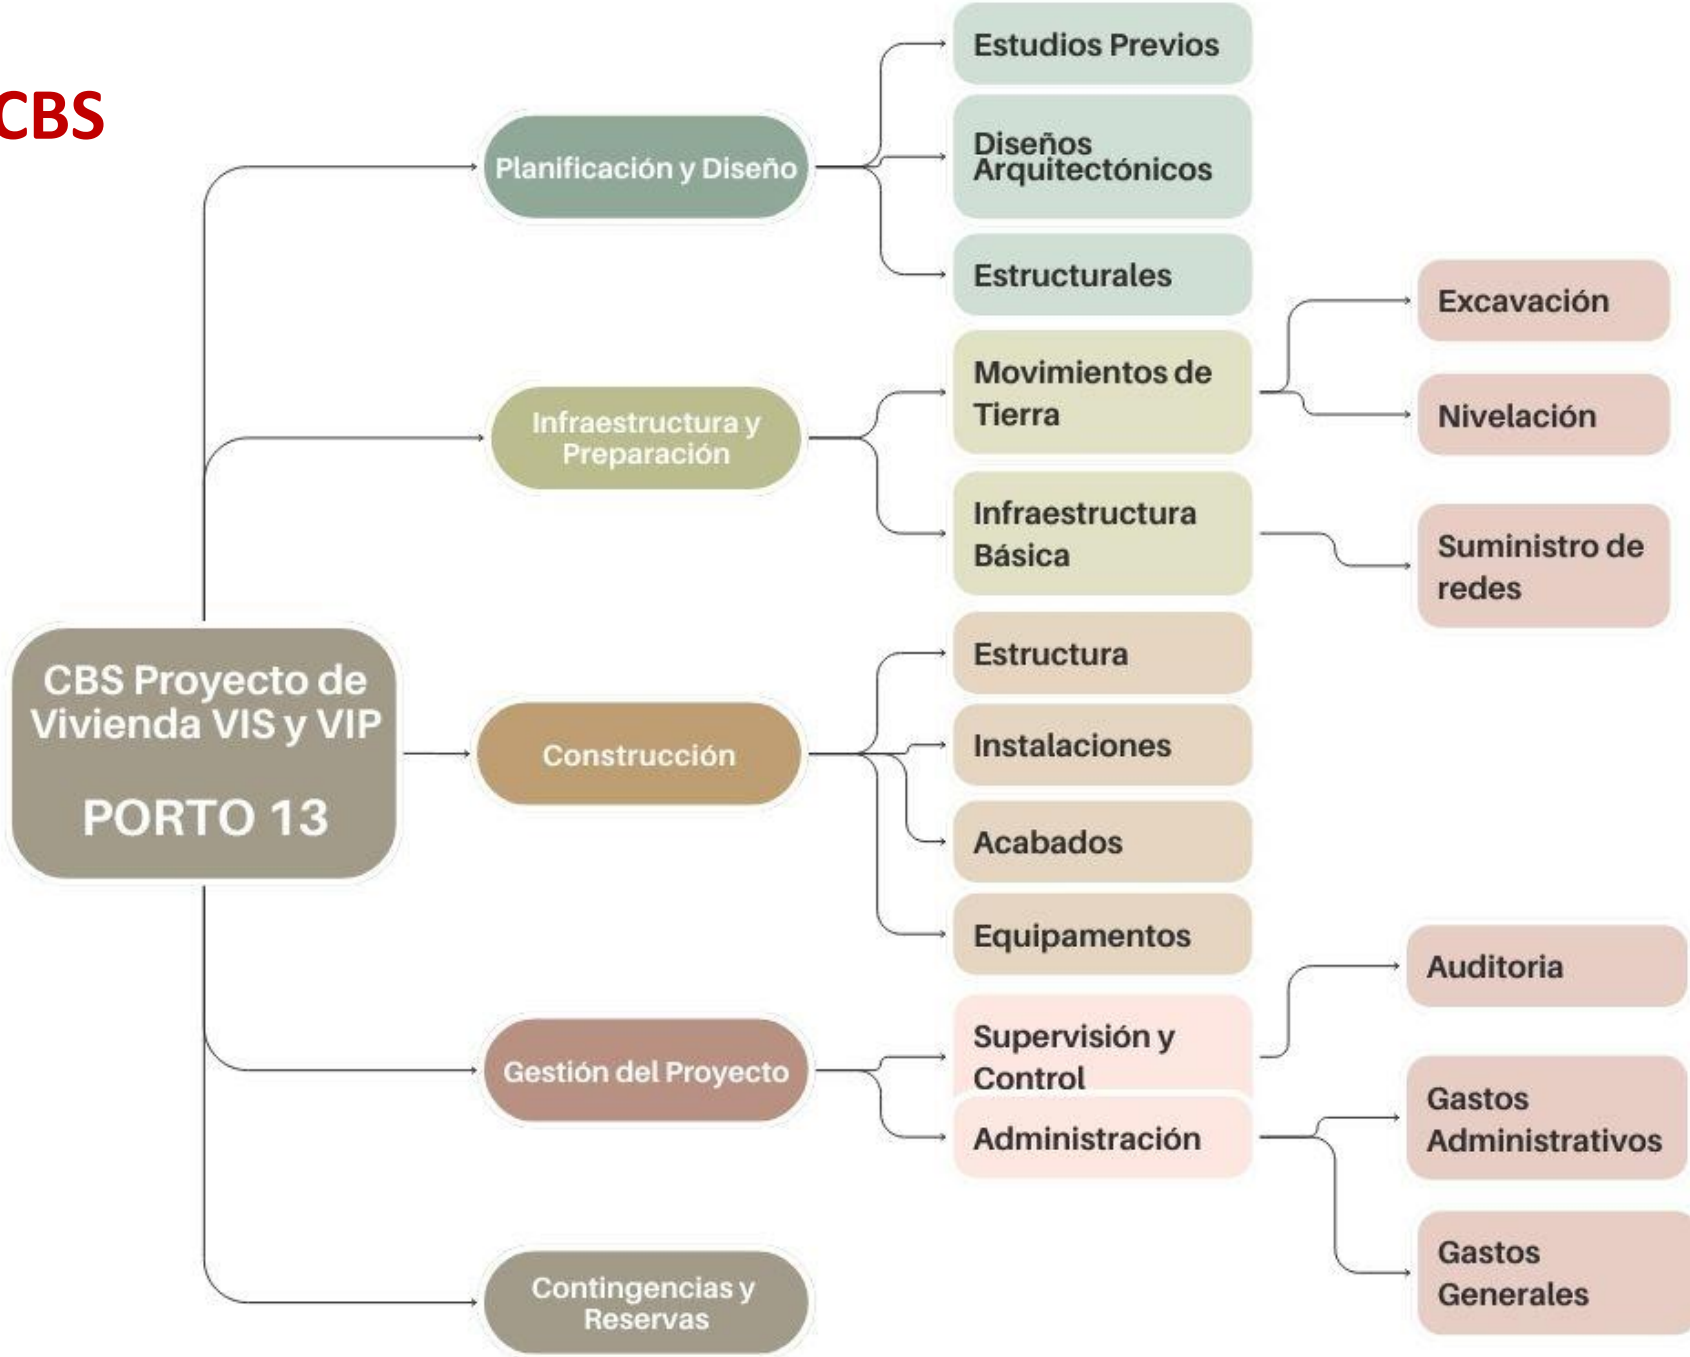 CBS
Estudios Previos
Planificación y Diseño
Diseños
Arquitectónicos
Estructurales
Infraestructura y
Preparación
Movimientos de
Tierra
Excavación
Nivelación
Infraestructura
Básica
Suministro de
redes
CBS Proyecto de
Vivienda VIS y VIP
PORTO 13
Construcción
Estructura
Instalaciones
Acabados
Equipamentos
Gestión del Proyecto
Supervisión y
Control
Auditoria
Administración
Gastos
Administrativos
Gastos
Generales
Contingencias y
Reservas